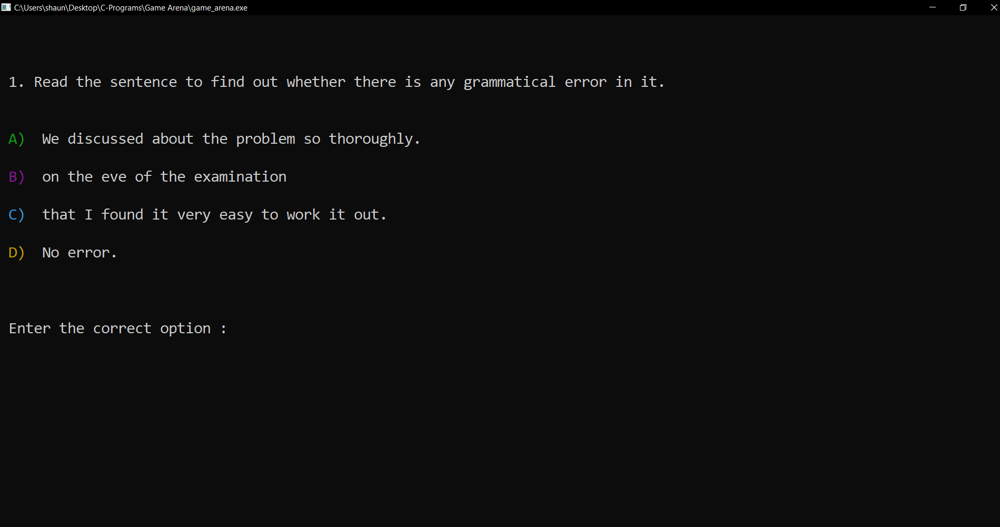 C:\Users\shaun\Desktop\C-Programs\Game Arena\game_arena.exe
1. Read the sentence to find out whether there is any grammatical error in it.
A)  We discussed about the problem so thoroughly.
B)  on the eve of the examination
C)  that I found it very easy to work it out.
D)  No error.
Enter the correct option :